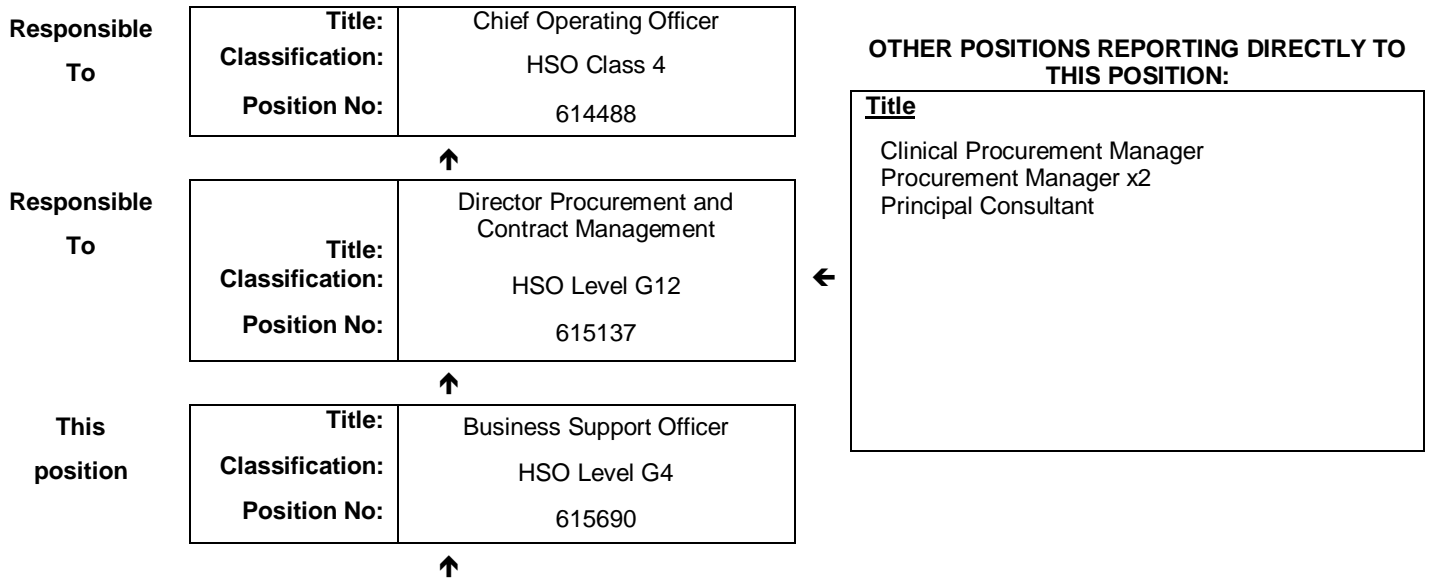 Responsible
To
Title: Chief Operating Officer
Classification: HSO Class 4
Position No: 614488
OTHER POSITIONS REPORTING DIRECTLY TO
THIS POSITION:
Title
Clinical Procurement Manager
Procurement Manager x2
Principal Consultant
Responsible
To
Director Procurement and
Contract Management
Title:
Classification: HSO Level G12
Position No: 615137
This
position
Title: Business Support Officer
Classification: HSO Level G4
Position No: 615690